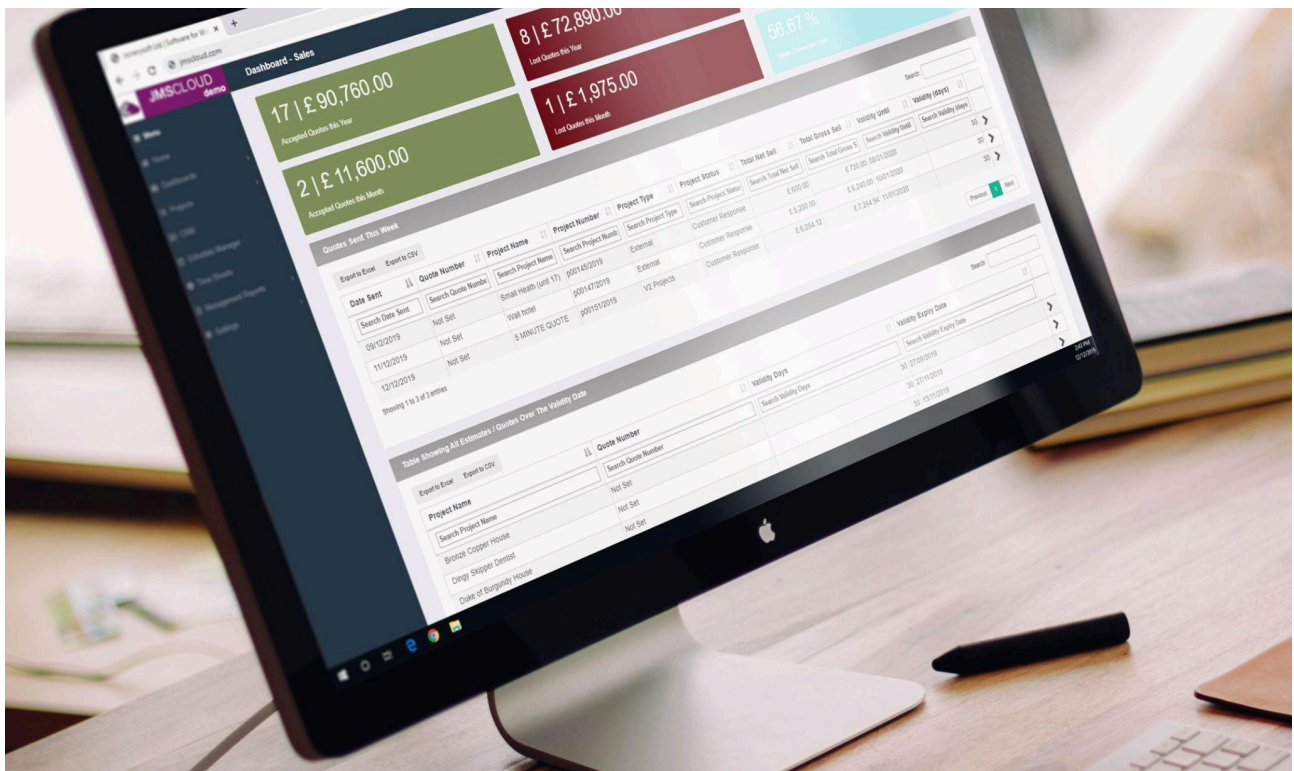 Software for W
jmscloud.com
JMSCLOUD
demo
Dashboard - Sales
Menu
Home
Dashboards
Projects
CRM
Schedule Manager
Time Sheets
Management Reports
Settings
17 | £ 90,760.00
Accepted Quotes this Year
8 | £ 72,890.00
Lost Quotes this Year
56.67 %
2 | £ 11,600.00
Accepted Quotes this Month
1 | £ 1,975.00
Lost Quotes this Month
Quotes Sent This Week
Export to Excel Export to CSV
Search
Date Sent Quote Number Project Name Project Number Project Type Project Status Total Net Sell Total Gross Sell Validity Until Validity (days)
Search Date Sent Search Quote Numbe Search Project Name Search Project Numb Search Project Type Search Project Statu Search Total Net Sell Search Total Gross S Search Validity Until Search Validity (days
09/12/2019 Not Set Small Heath (unit 17) p00145/2019 External Customer Response £ 600.00 £ 720.00 08/01/2020 30
11/12/2019 Not Set Wall hotel p00147/2019 External Customer Response £ 5,200.00 £ 6,240.00 10/01/2020 30
12/12/2019 Not Set 5 MINUTE QUOTE p00151/2019 V2 Projects Customer Response £ 6,054.12 £ 7,264.94 11/01/2020 30
Showing 1 to 3 of 3 entries
Previous 1 Next
Table Showing All Estimates / Quotes Over The Validity Date
Export to Excel Export to CSV
Search
Project Name Quote Number Validity Days Validity Expiry Date
Search Project Name Search Quote Number Search Validity Days Search Validity Expiry Date
Bronze Copper House Not Set 30 27/09/2019
Dingy Skipper Dentist Not Set 30 27/11/2019
Duke of Burgundy House Not Set 30 15/11/2019
2:43 PM
12/12/2019